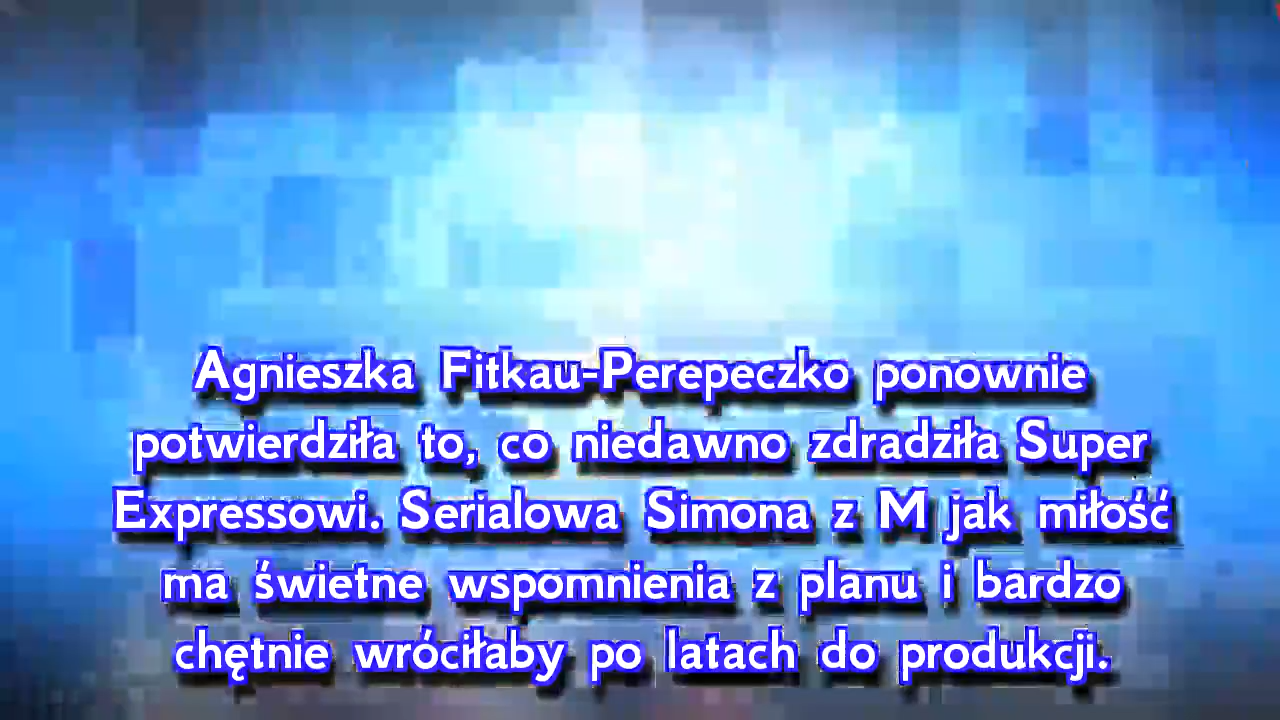 Agnieszka Fitkau-Perepeczko ponownie
potwierdziła to, co niedawno zdradziła Super
Expressowi. Serialowa Simona z M jak miłość
ma świetne wspomnienia z planu i bardzo
chętnie wróciłaby po latach do produkcji.